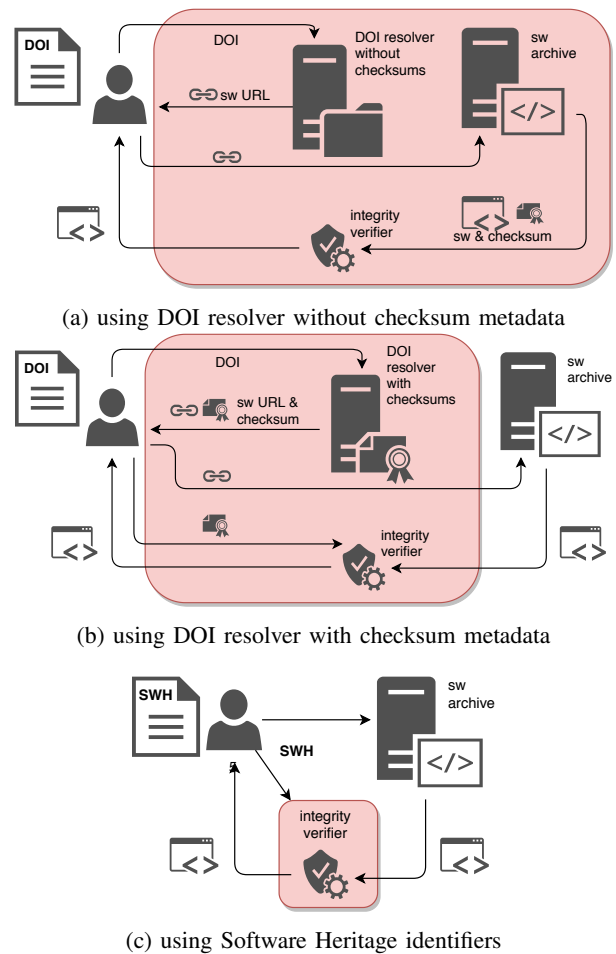 DOI
DOI
DOI resolver
without
checksums
sw
archive
sw URL
</>
integrity
verifier
<>
<>
sw & checksum
(a) using DOI resolver without checksum metadata
DOI
DOI
DOI
resolver
with
checksums
sw
archive
sw URL &
checksum
</>
integrity
verifier
<>
<>
(b) using DOI resolver with checksum metadata
SWH
sw
archive
SWH
</>
integrity
verifier
<>
<>
(c) using Software Heritage identifiers